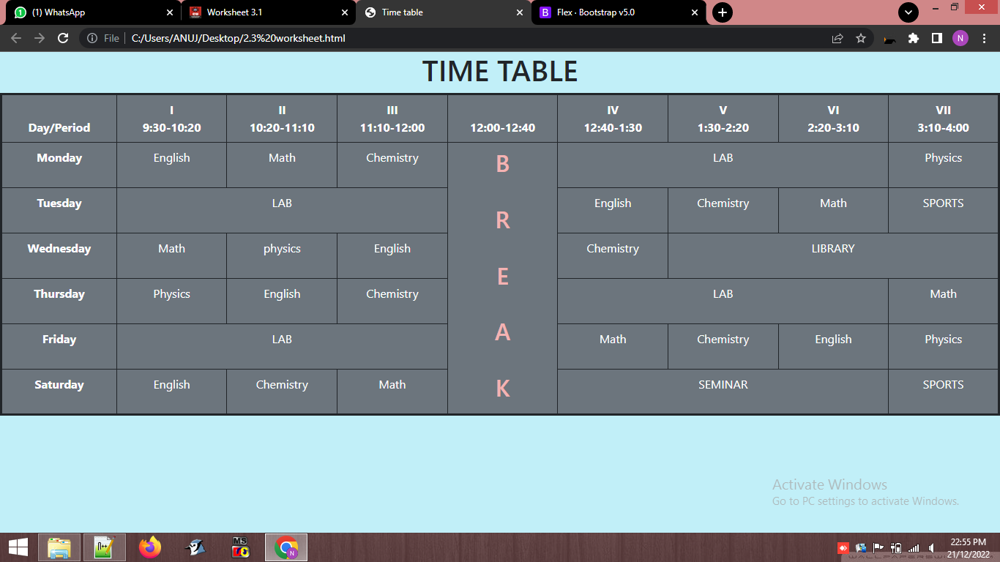 (1) WhatsApp
Worksheet 3.1
Time table
Flex · Bootstrap v5.0
File
C:/Users/ANUJ/Desktop/2.3%20worksheet.html
N
TIME TABLE
Day/Period I 9:30-10:20 II 10:20-11:10 III 11:10-12:00 12:00-12:40 IV 12:40-1:30 V 1:30-2:20 VI 2:20-3:10 VII 3:10-4:00
Monday English Math Chemistry B LAB Physics
Tuesday LAB R English Chemistry Math SPORTS
Wednesday Math physics English E Chemistry LIBRARY
Thursday Physics English Chemistry LAB Math
Friday LAB A Math Chemistry English Physics
Saturday English Chemistry Math K SEMINAR SPORTS
Activate Windows
Go to PC settings to activate Windows.
MS
N
22:55 PM
21/12/2022